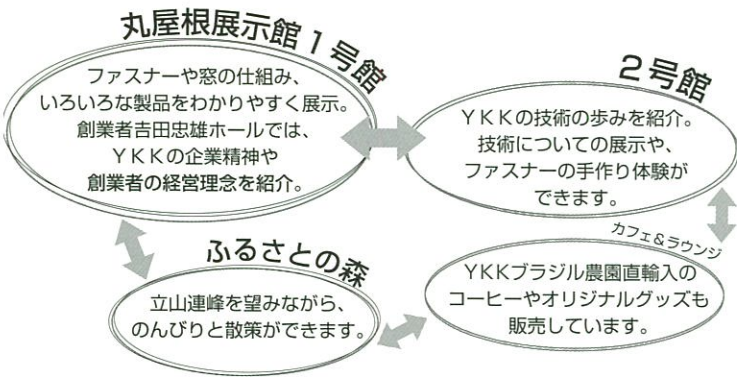 丸屋根展示館1号館
ファスナーや窓の仕組み、
いろいろな製品をわかりやすく展示。
創業者吉田忠雄ホールでは、
YKKの企業精神や
創業者の経営理念を紹介。
2号館
YKKの技術の歩みを紹介。
技術についての展示や、
ファスナーの手作り体験が
できます。
ふるさとの森
立山連峰を望みながら、
のんびりと散策ができます。
カフェ&ラウンジ
YKKブラジル農園直輸入の
コーヒーやオリジナルグッズも
販売しています。